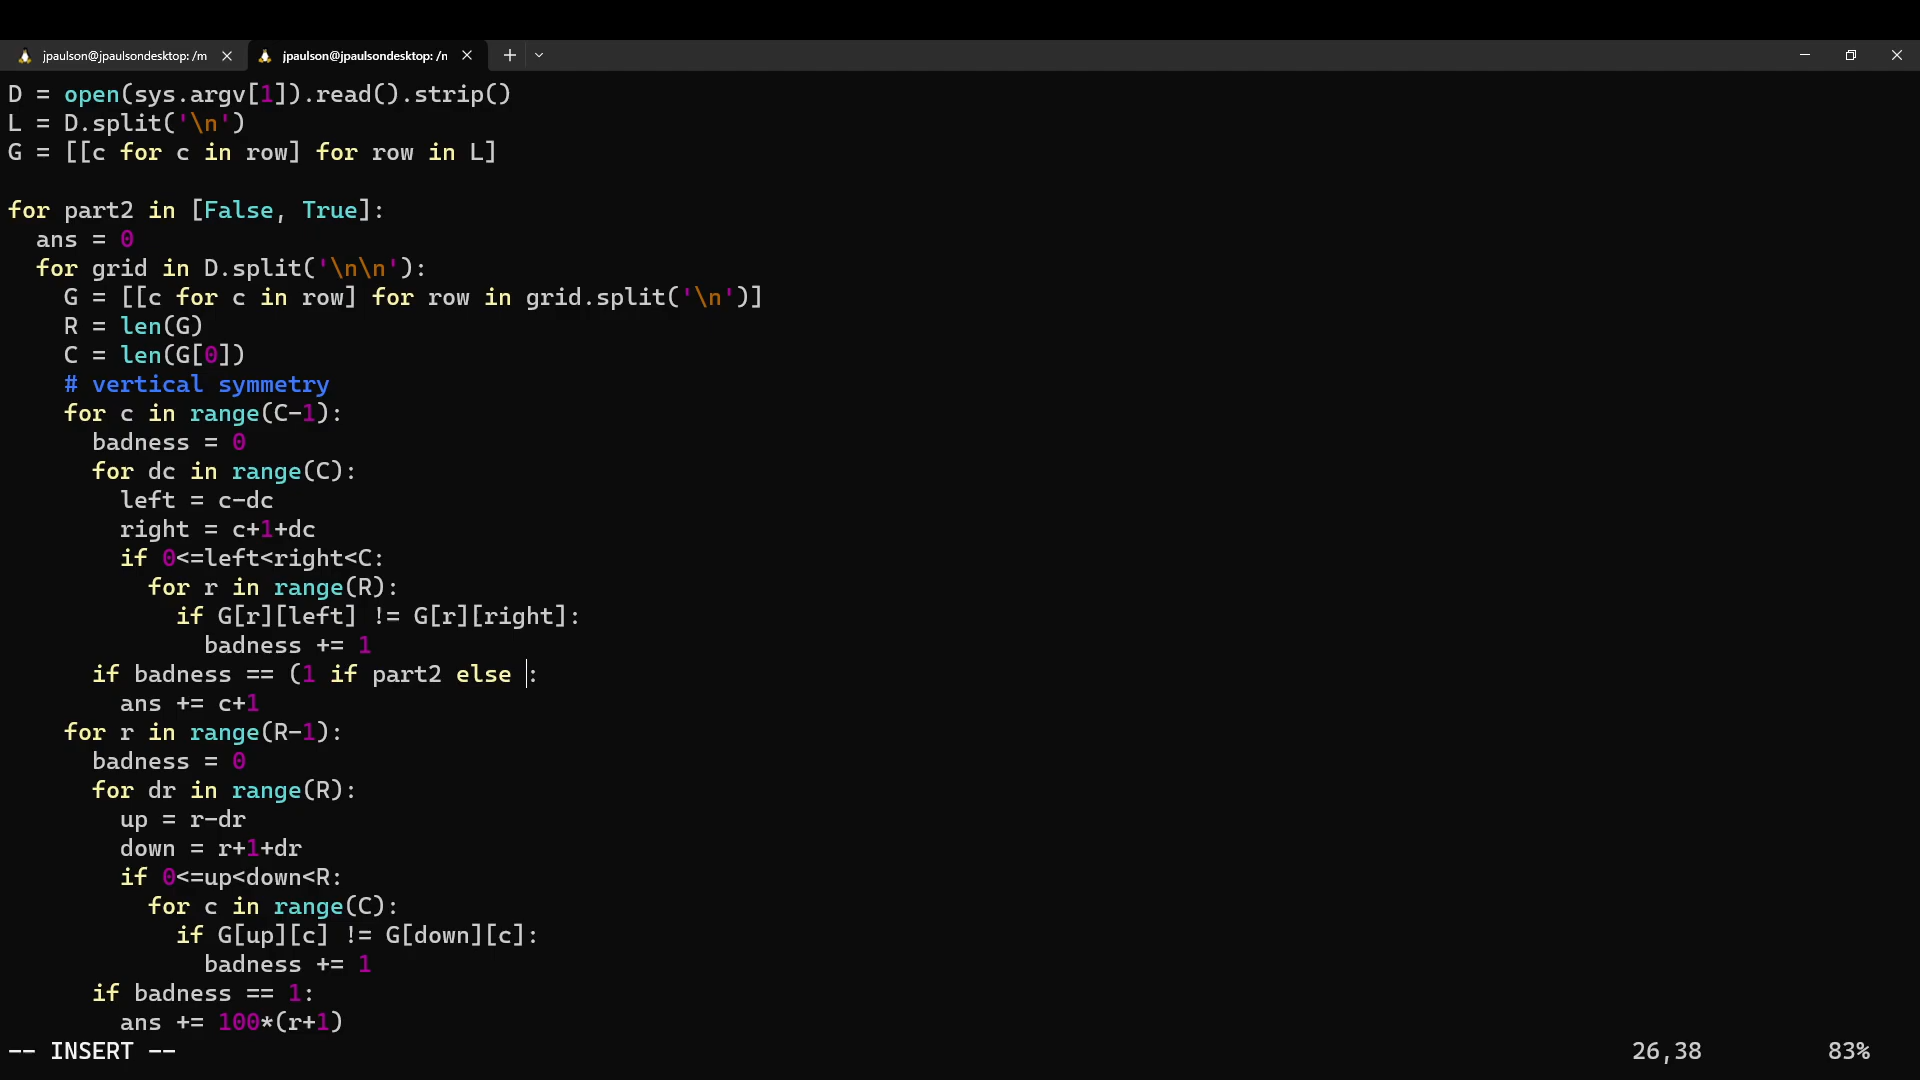 jpaulson@jpaulsondesktop: /m
jpaulson@jpaulsondesktop: /n
D = open(sys.argv[1]).read().strip()
L = D.split('\n')
G = [[c for c in row] for row in L]

for part2 in [False, True]:
  ans = 0
  for grid in D.split('\n\n'):
    G = [[c for c in row] for row in grid.split('\n')]
    R = len(G)
    C = len(G[0])
    # vertical symmetry
    for c in range(C-1):
      badness = 0
      for dc in range(C):
        left = c-dc
        right = c+1+dc
        if 0<=left<right<C:
          for r in range(R):
            if G[r][left] != G[r][right]:
              badness += 1
      if badness == (1 if part2 else :
        ans += c+1
    for r in range(R-1):
      badness = 0
      for dr in range(R):
        up = r-dr
        down = r+1+dr
        if 0<=up<down<R:
          for c in range(C):
            if G[up][c] != G[down][c]:
              badness += 1
      if badness == 1:
        ans += 100*(r+1)
-- INSERT -- 26,38 83%